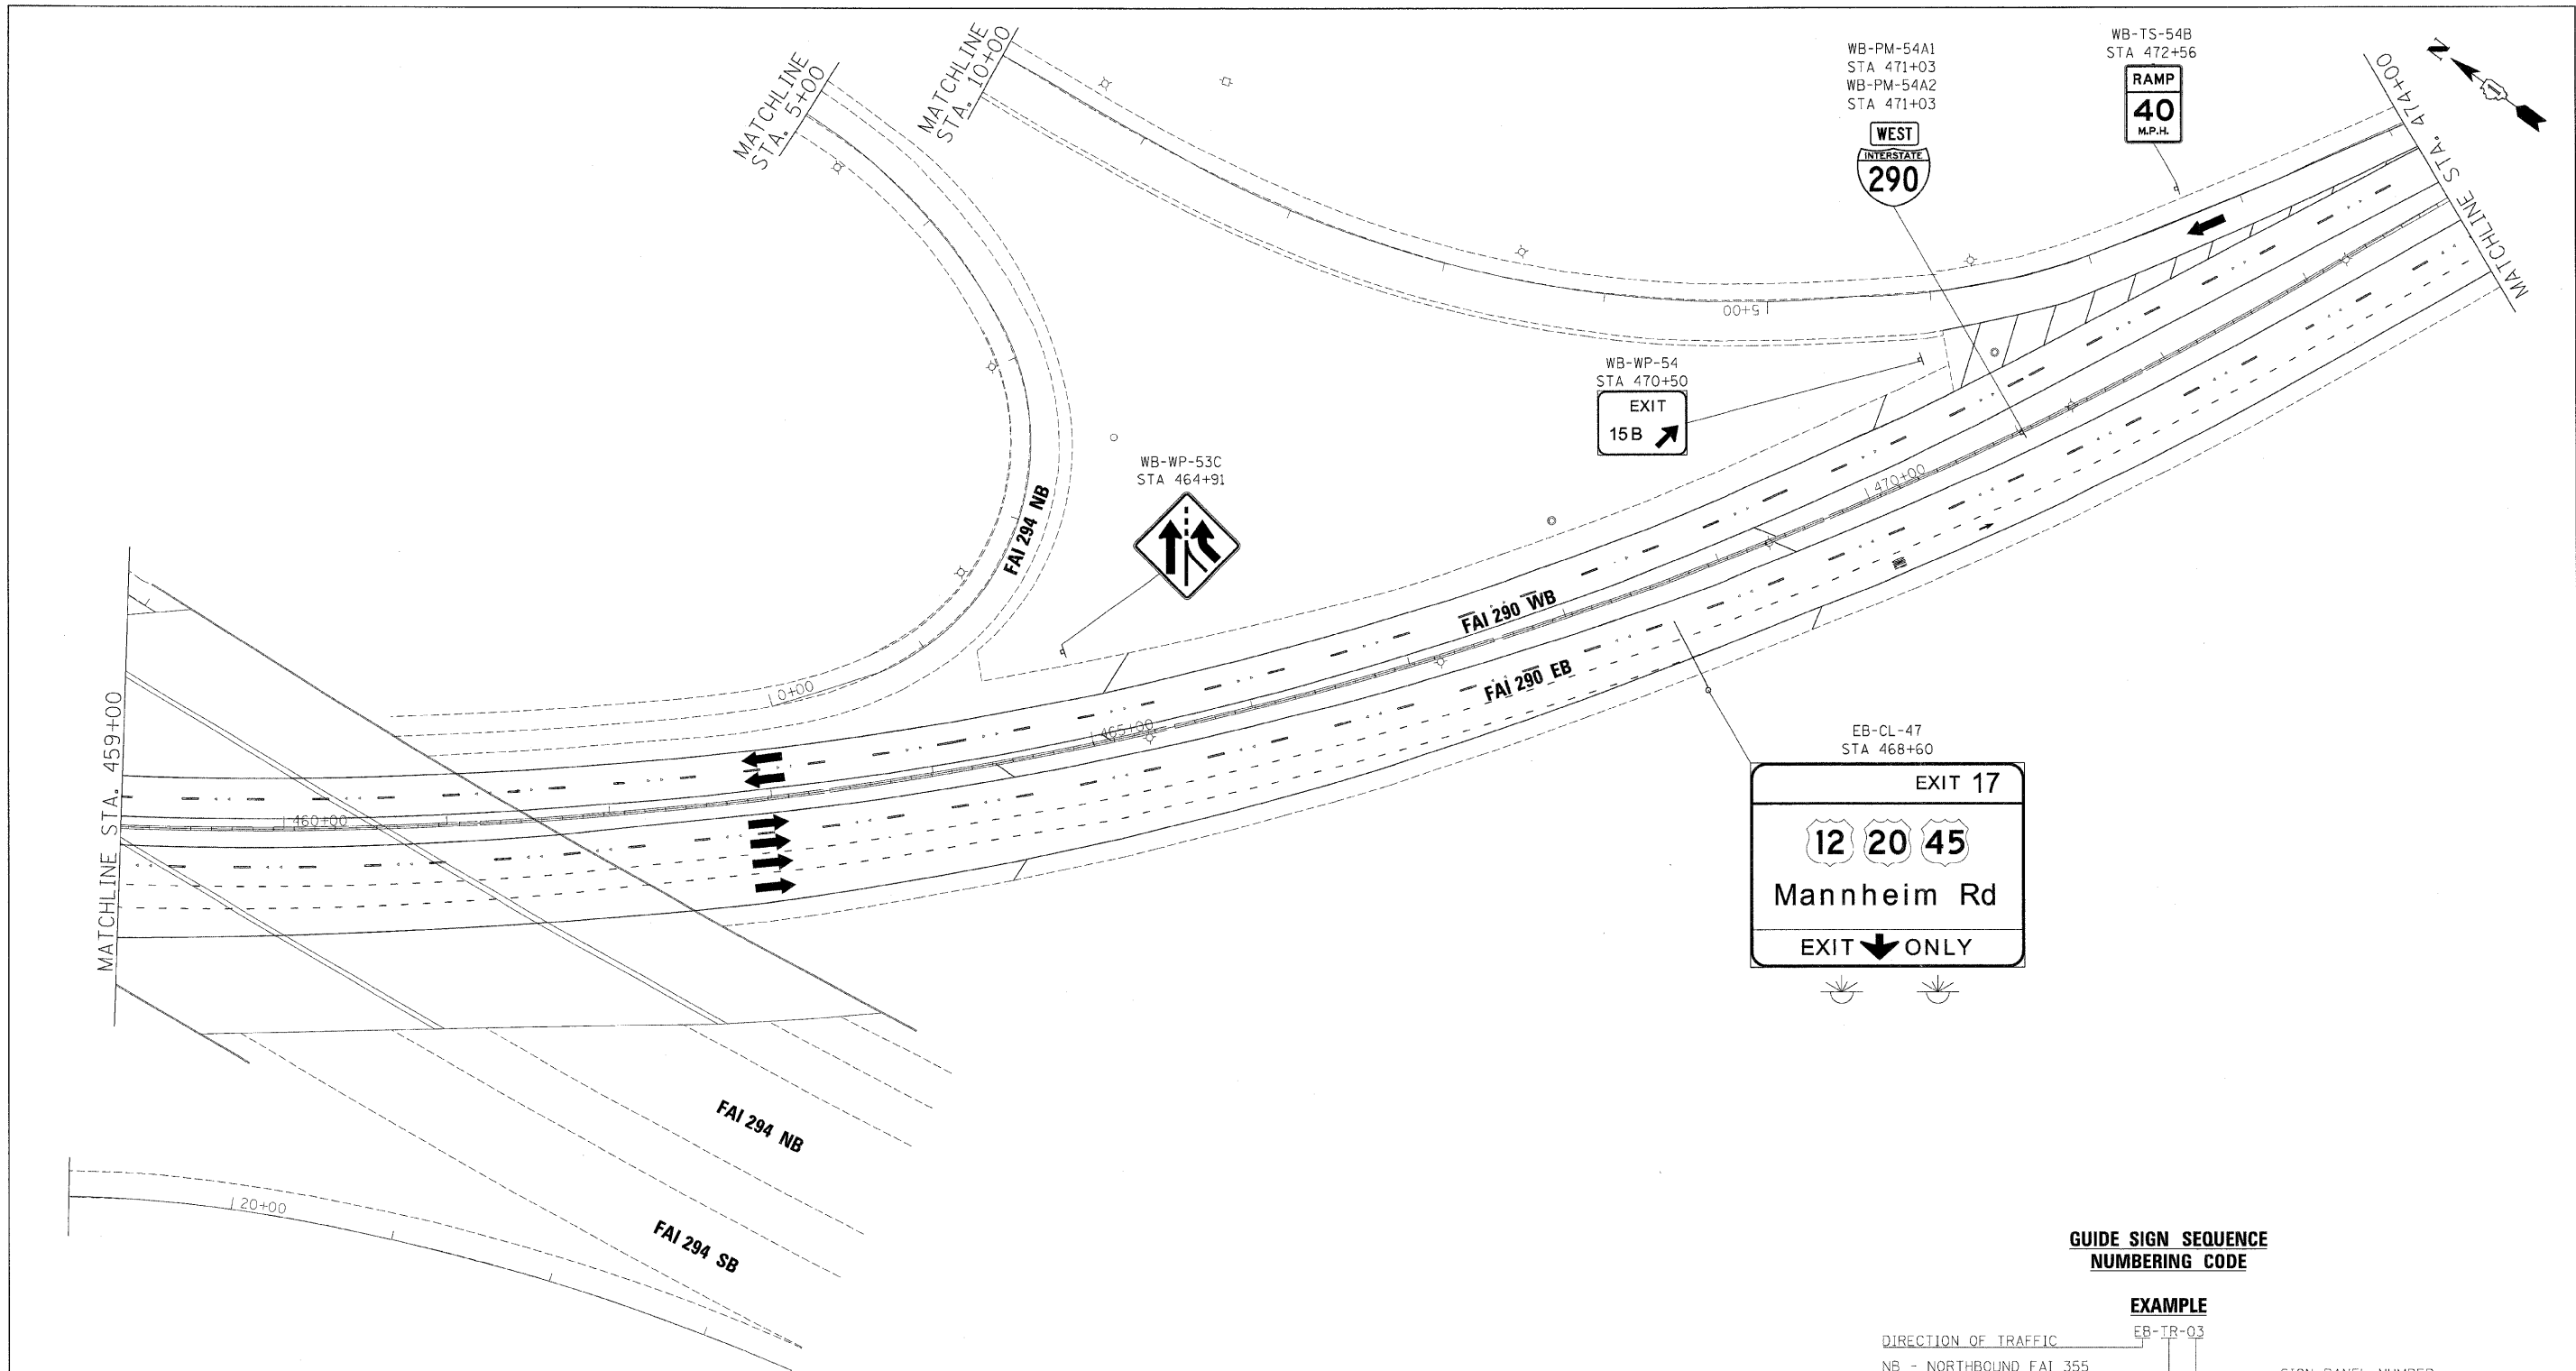 MATCHLINE
STA. 5+00
MATCHLINE
STA. 10+00
WB-PM-54A1
STA 471+03
WB-PM-54A2
STA 471+03
WEST
INTERSTATE
290
WB-TS-54B
STA 472+56
RAMP
40
M.P.H.
N
MATCHLINE STA. 474+00
15+00
WB-WP-54
STA 470+50
EXIT
15B
WB-WP-53C
STA 464+91
FAI 294 NB
470+00
FAI 290 WB
FAI 290 EB
0+00
465+00
460+00
MATCHLINE STA. 459+00
EB-CL-47
STA 468+60
EXIT 17
12 20 45
Mannheim Rd
EXIT ONLY
FAI 294 NB
FAI 294 SB
20+00
GUIDE SIGN SEQUENCE
NUMBERING CODE
EXAMPLE
EB-TR-03
DIRECTION OF TRAFFIC
NB - NORTHBOUND FAI 355
SIGN PANEL NUMBER